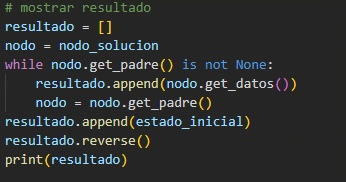 # mostrar resultado
resultado = []
nodo = nodo_solucion
while nodo.get_padre() is not None:
    resultado.append(nodo.get_datos())
    nodo = nodo.get_padre()
resultado.append(estado_inicial)
resultado.reverse()
print(resultado)